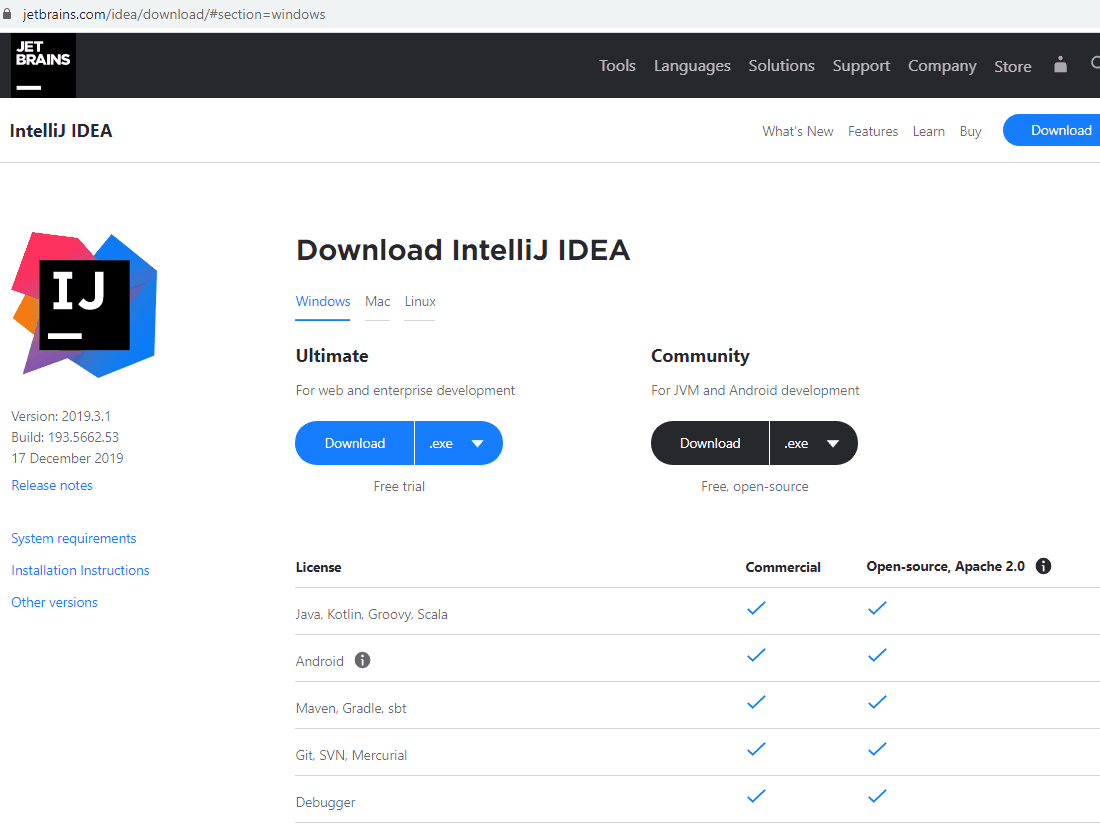 jetbrains.com/idea/download/#section=windows
JET
BRAINS
Tools Languages Solutions Support Company Store
IntelliJ IDEA
What's New Features Learn Buy Download
IJ
Version: 2019.3.1
Build: 193.5662.53
17 December 2019
Release notes
System requirements
Installation Instructions
Other versions
Download IntelliJ IDEA
Windows Mac Linux
Ultimate Community
For web and enterprise development For JVM and Android development
Download .exe Download .exe
Free trial Free, open-source
License Commercial Open-source, Apache 2.0
Java, Kotlin, Groovy, Scala
Android
Maven, Gradle, sbt
Git, SVN, Mercurial
Debugger